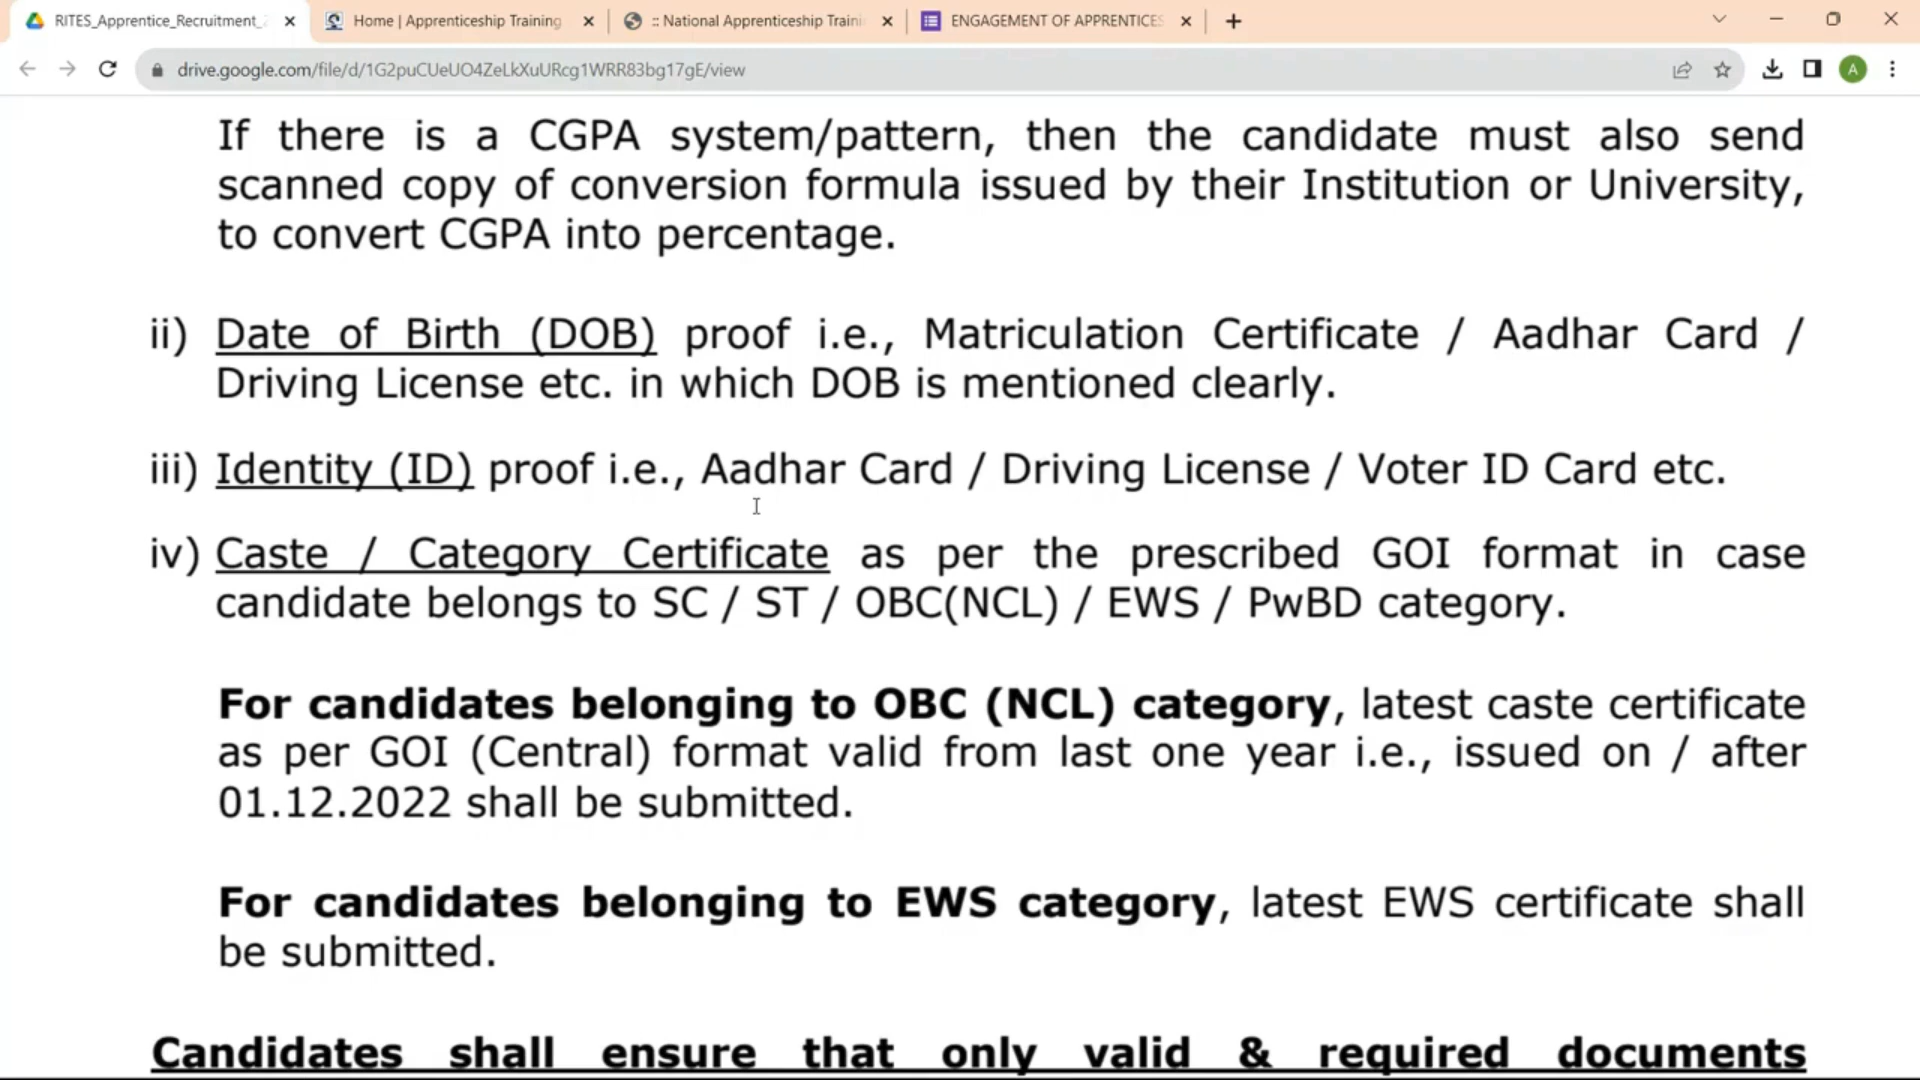 RITES_Apprentice_Recruitment_2
Home | Apprenticeship Training
:: National Apprenticeship Traini
ENGAGEMENT OF APPRENTICES
drive.google.com/file/d/1G2puCUeUO4ZeLkXuURcg1WRR83bg17gE/view
A
If there is a CGPA system/pattern, then the candidate must also send
scanned copy of conversion formula issued by their Institution or University,
to convert CGPA into percentage.
ii) Date of Birth (DOB) proof i.e., Matriculation Certificate / Aadhar Card /
Driving License etc. in which DOB is mentioned clearly.
iii) Identity (ID) proof i.e., Aadhar Card / Driving License / Voter ID Card etc.
iv) Caste / Category Certificate as per the prescribed GOI format in case
candidate belongs to SC / ST / OBC(NCL) / EWS / PwBD category.
For candidates belonging to OBC (NCL) category, latest caste certificate
as per GOI (Central) format valid from last one year i.e., issued on / after
01.12.2022 shall be submitted.
For candidates belonging to EWS category, latest EWS certificate shall
be submitted.
Candidates shall ensure that only valid & required documents